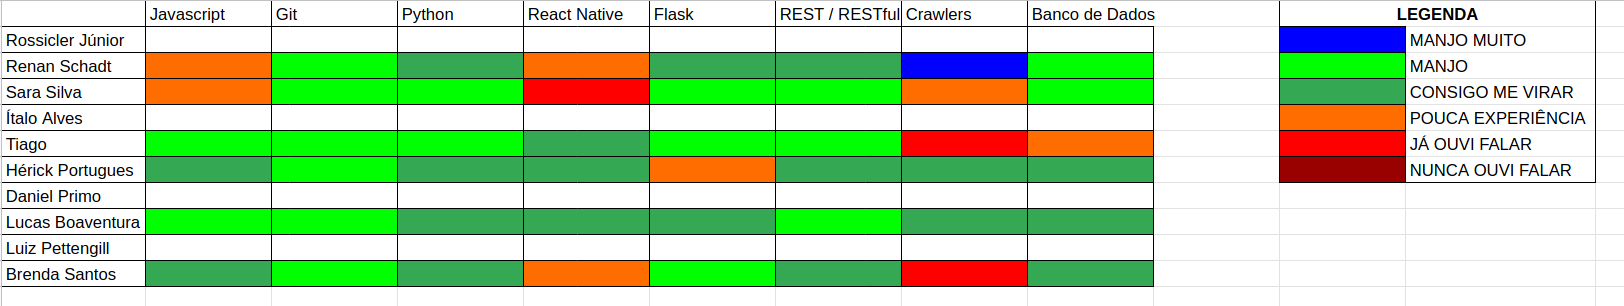 Javascript Git Python React Native Flask REST / RESTful Crawlers Banco de Dados LEGENDA
Rossicler Júnior MANJO MUITO
Renan Schadt MANJO
Sara Silva CONSIGO ME VIRAR
Ítalo Alves POUCA EXPERIÊNCIA
Tiago JÁ OUVI FALAR
Hérick Portugues NUNCA OUVI FALAR
Daniel Primo
Lucas Boaventura
Luiz Pettengill
Brenda Santos